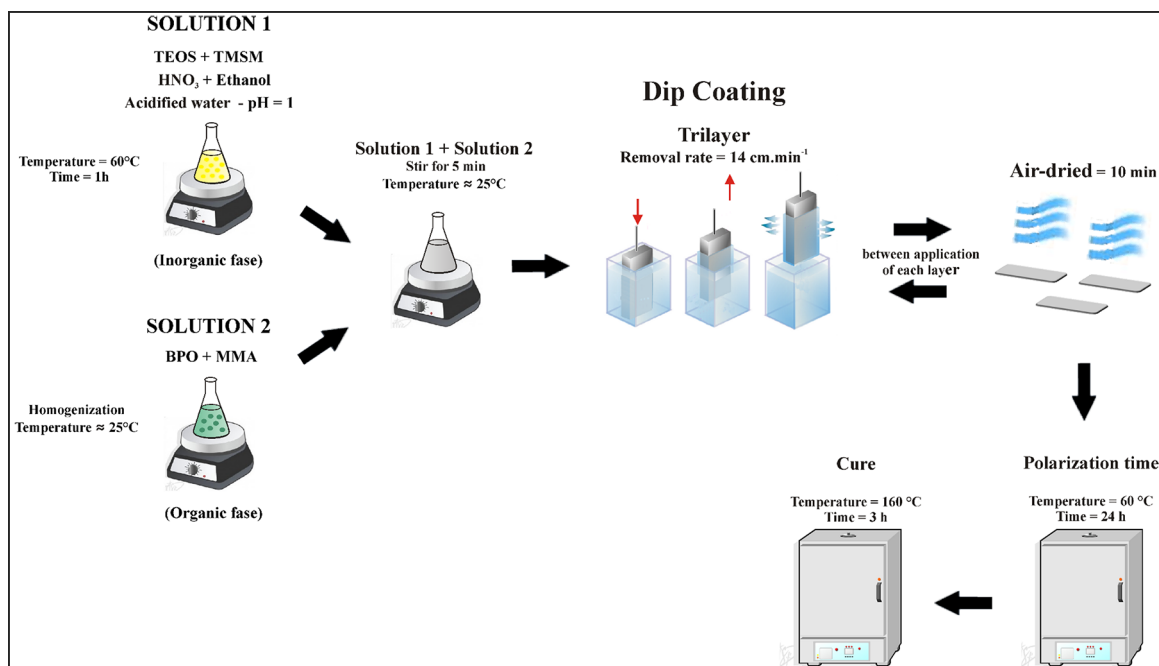 SOLUTION 1
TEOS + TMSM
HNO₃ + Ethanol
Acidified water - pH = 1
Temperature = 60°C
Time = 1h
(Inorganic fase)
SOLUTION 2
BPO + MMA
Homogenization
Temperature ≈ 25°C
(Organic fase)
Solution 1 + Solution 2
Stir for 5 min
Temperature ≈ 25°C
Dip Coating
Trilayer
Removal rate = 14 cm.min⁻¹
between application
of each layer
Air-dried = 10 min
Polarization time
Temperature = 60 °C
Time = 24 h
Cure
Temperature = 160 °C
Time = 3 h